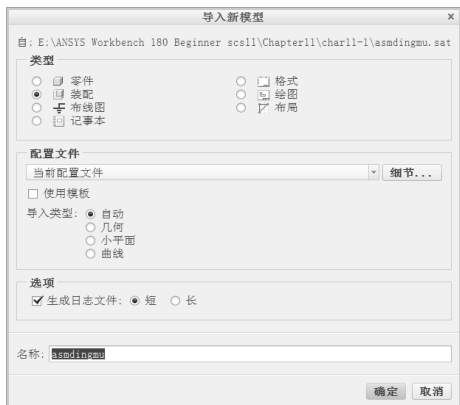 导入新模型
自: E:\ANSYS Workbench 180 Beginner scsll\Chapterll\charll-l\asmdingmu.sat
类型
零件 格式
装配 绘图
布线图 布局
记事本
配置文件
当前配置文件 细节...
使用模板
导入类型: 自动
几何
小平面
曲线
选项
生成日志文件: 短 长
名称: asmdingmu
确定 取消